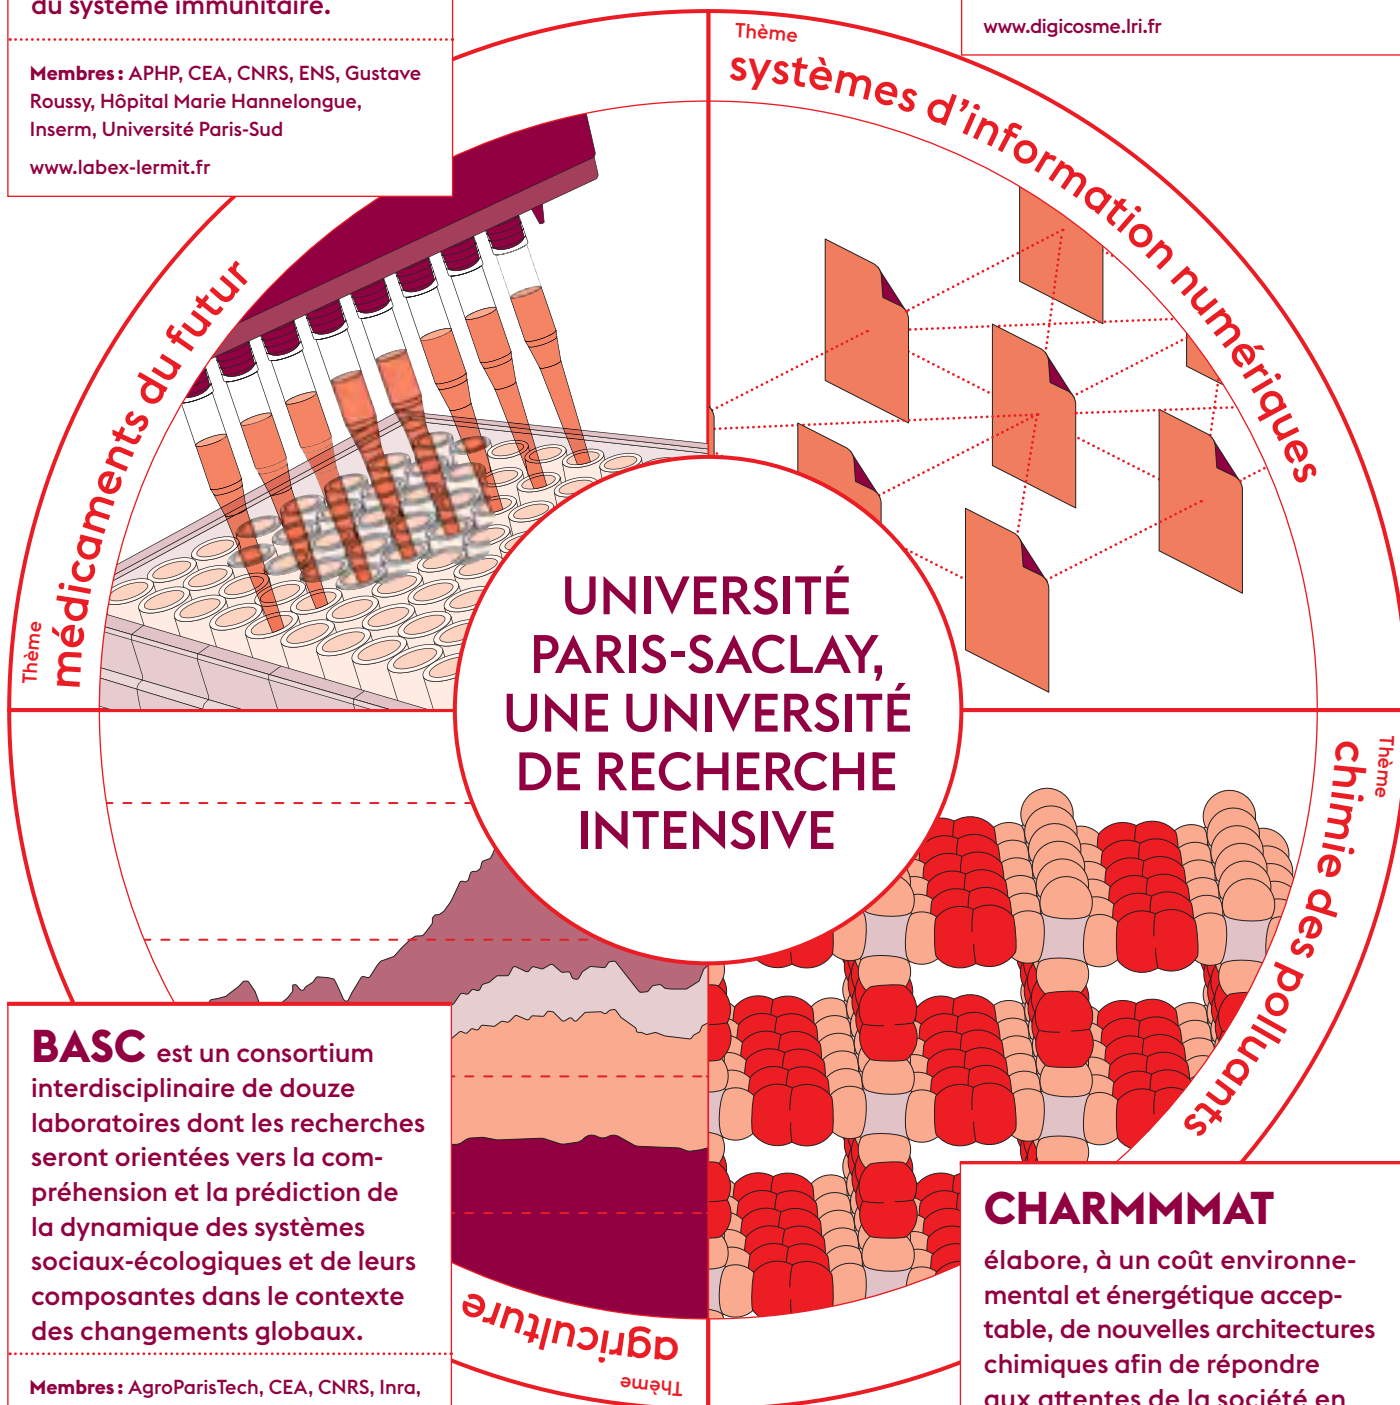 du système immunitaire.
Membres : APHP, CEA, CNRS, ENS, Gustave
Roussy, Hôpital Marie Hannelongue,
Inserm, Université Paris-Sud
www.labex-lermit.fr
www.digicosme.lri.fr
Thème
systèmes d'information numériques
Thème
médicaments du futur
UNIVERSITÉ
PARIS-SACLAY,
UNE UNIVERSITÉ
DE RECHERCHE
INTENSIVE
Thème
chimie des polluants
BASC est un consortium
interdisciplinaire de douze
laboratoires dont les recherches
seront orientées vers la com-
préhension et la prédiction de
la dynamique des systèmes
sociaux-écologiques et de leurs
composantes dans le contexte
des changements globaux.
Membres : AgroParisTech, CEA, CNRS, Inra,
Thème
agriculture
CHARMMMAT
élabore, à un coût environne-
mental et énergétique accep-
table, de nouvelles architectures
chimiques afin de répondre
aux attentes de la société en